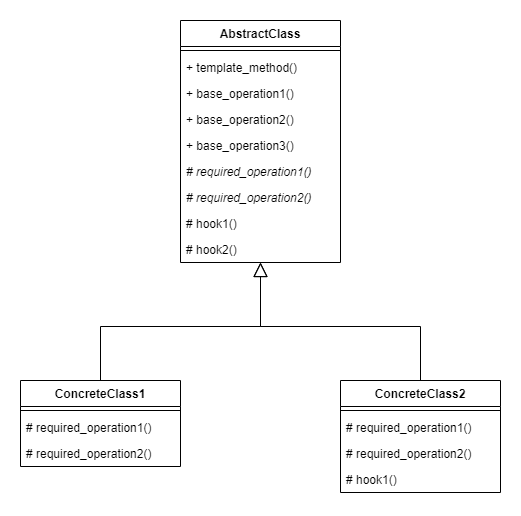 AbstractClass
+ template_method()
+ base_operation1()
+ base_operation2()
+ base_operation3()
# required_operation1()
# required_operation2()
# hook1()
# hook2()
ConcreteClass1
# required_operation1()
# required_operation2()
ConcreteClass2
# required_operation1()
# required_operation2()
# hook1()